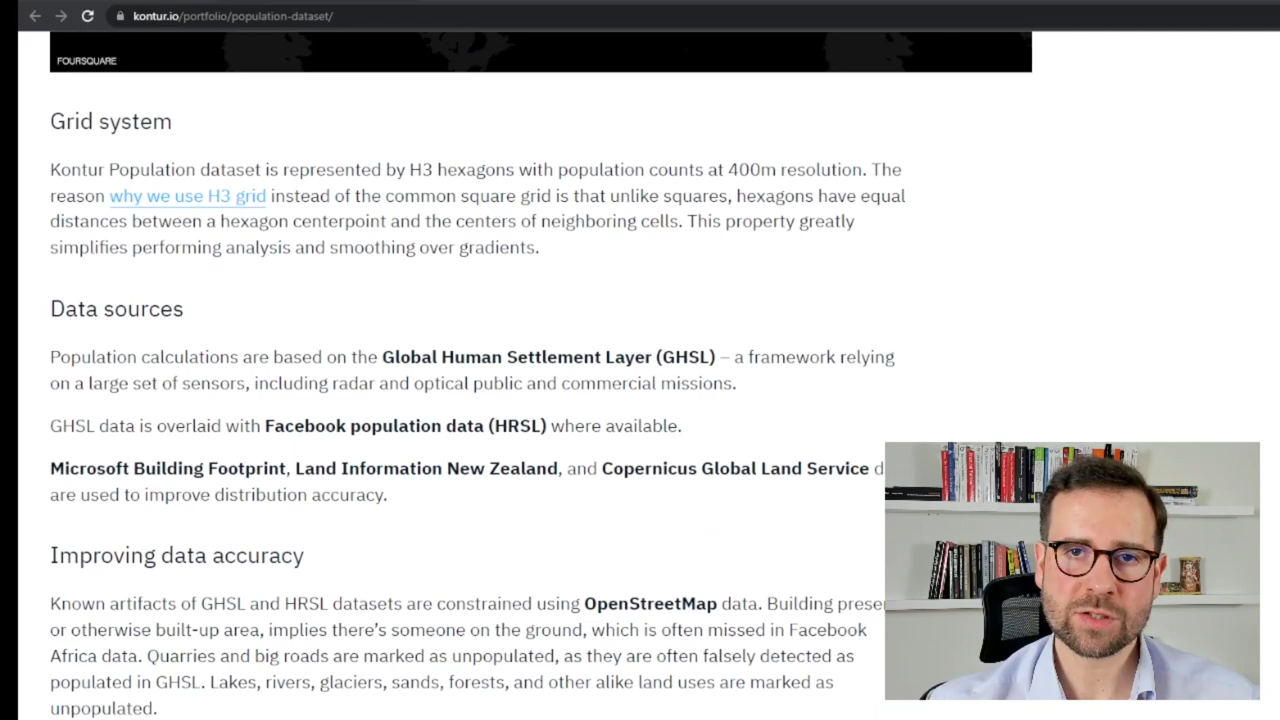 kontur.io/portfolio/population-dataset/
FOURSQUARE
Grid system
Kontur Population dataset is represented by H3 hexagons with population counts at 400m resolution. The
reason why we use H3 grid instead of the common square grid is that unlike squares, hexagons have equal
distances between a hexagon centerpoint and the centers of neighboring cells. This property greatly
simplifies performing analysis and smoothing over gradients.
Data sources
Population calculations are based on the Global Human Settlement Layer (GHSL) – a framework relying
on a large set of sensors, including radar and optical public and commercial missions.
GHSL data is overlaid with Facebook population data (HRSL) where available.
Microsoft Building Footprint, Land Information New Zealand, and Copernicus Global Land Service d
are used to improve distribution accuracy.
Improving data accuracy
Known artifacts of GHSL and HRSL datasets are constrained using OpenStreetMap data. Building prese
or otherwise built-up area, implies there's someone on the ground, which is often missed in Facebook
Africa data. Quarries and big roads are marked as unpopulated, as they are often falsely detected as
populated in GHSL. Lakes, rivers, glaciers, sands, forests, and other alike land uses are marked as
unpopulated.